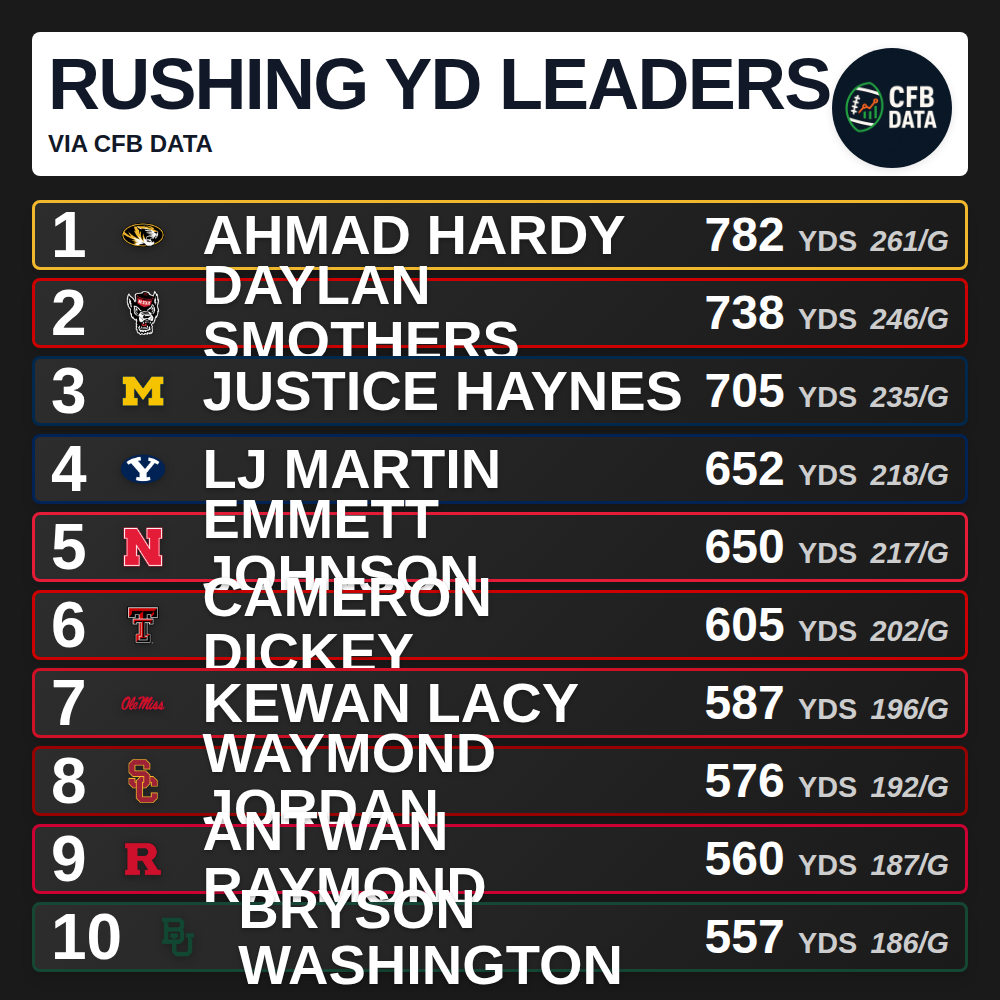 RUSHING YD LEADERS
VIA CFB DATA
CFB
DATA
1 AHMAD HARDY 782 YDS 261/G
2 DAYLAN SMOTHERS 738 YDS 246/G
3 M JUSTICE HAYNES 705 YDS 235/G
4 Y LJ MARTIN 652 YDS 218/G
5 N EMMETT JOHNSON 650 YDS 217/G
6 TT CAMERON DICKEY 605 YDS 202/G
7 Ole Miss KEWAN LACY 587 YDS 196/G
8 SC WAYMOND JORDAN 576 YDS 192/G
9 R ANTWAN RAYMOND 560 YDS 187/G
10 BU BRYSON WASHINGTON 557 YDS 186/G